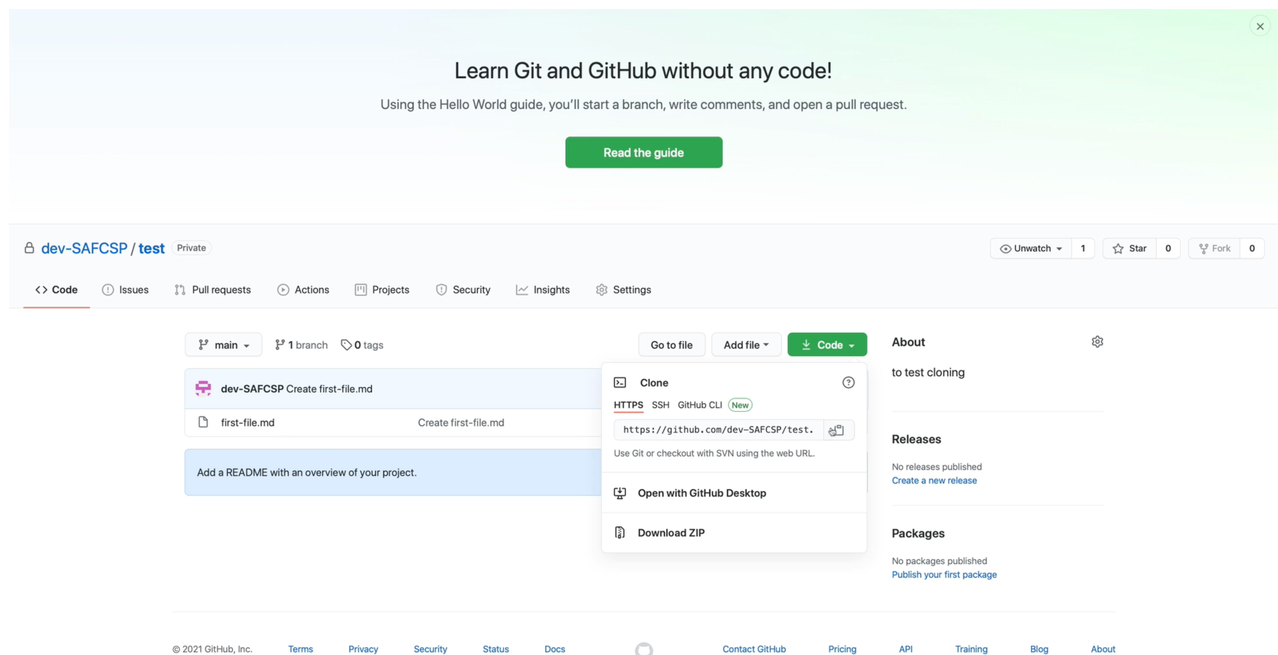 Learn Git and GitHub without any code!
Using the Hello World guide, you’ll start a branch, write comments, and open a pull request.
Read the guide
dev-SAFCSP / test Private
Unwatch 1 Star 0 Fork 0
Code Issues Pull requests Actions Projects Security Insights Settings
main 1 branch 0 tags Go to file Add file Code
About
to test cloning
dev-SAFCSP Create first-file.md
first-file.md Create first-file.md
Add a README with an overview of your project.
Clone
HTTPS SSH GitHub CLI New
https://github.com/dev-SAFCSP/test.
Use Git or checkout with SVN using the web URL.
Open with GitHub Desktop
Download ZIP
Releases
No releases published
Create a new release
Packages
No packages published
Publish your first package
© 2021 GitHub, Inc. Terms Privacy Security Status Docs Contact GitHub Pricing API Training Blog About